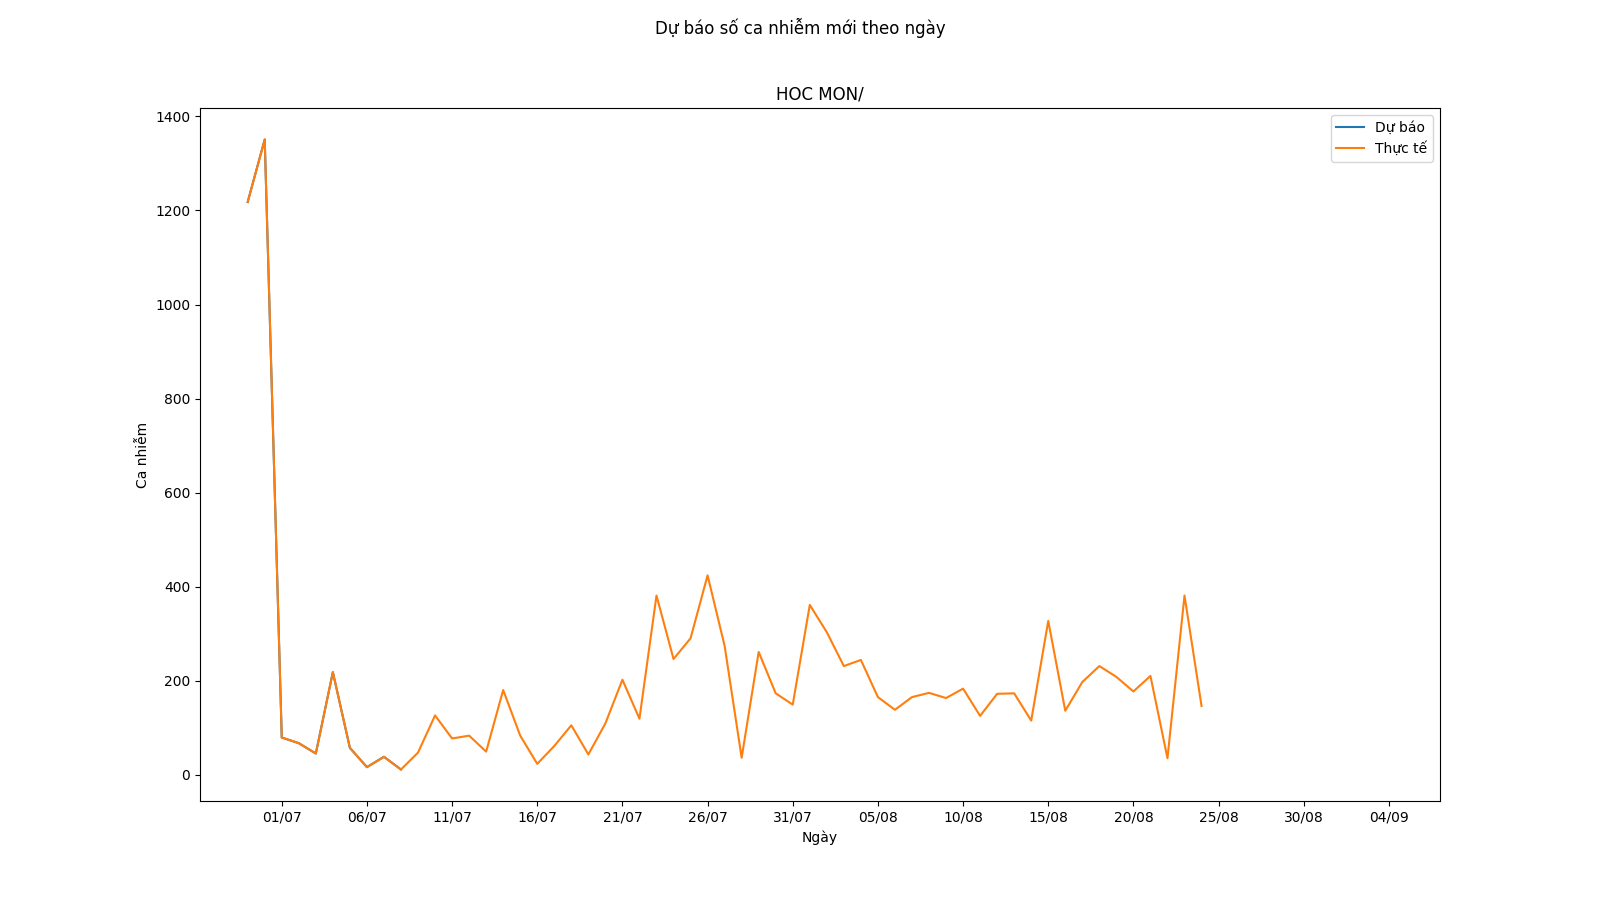 Dự báo số ca nhiễm mới theo ngày
HOC MON/
Dự báo
Thực tế
1400
1200
1000
800
600
400
200
0
Ca nhiễm
01/07 06/07 11/07 16/07 21/07 26/07 31/07 05/08 10/08 15/08 20/08 25/08 30/08 04/09
Ngày